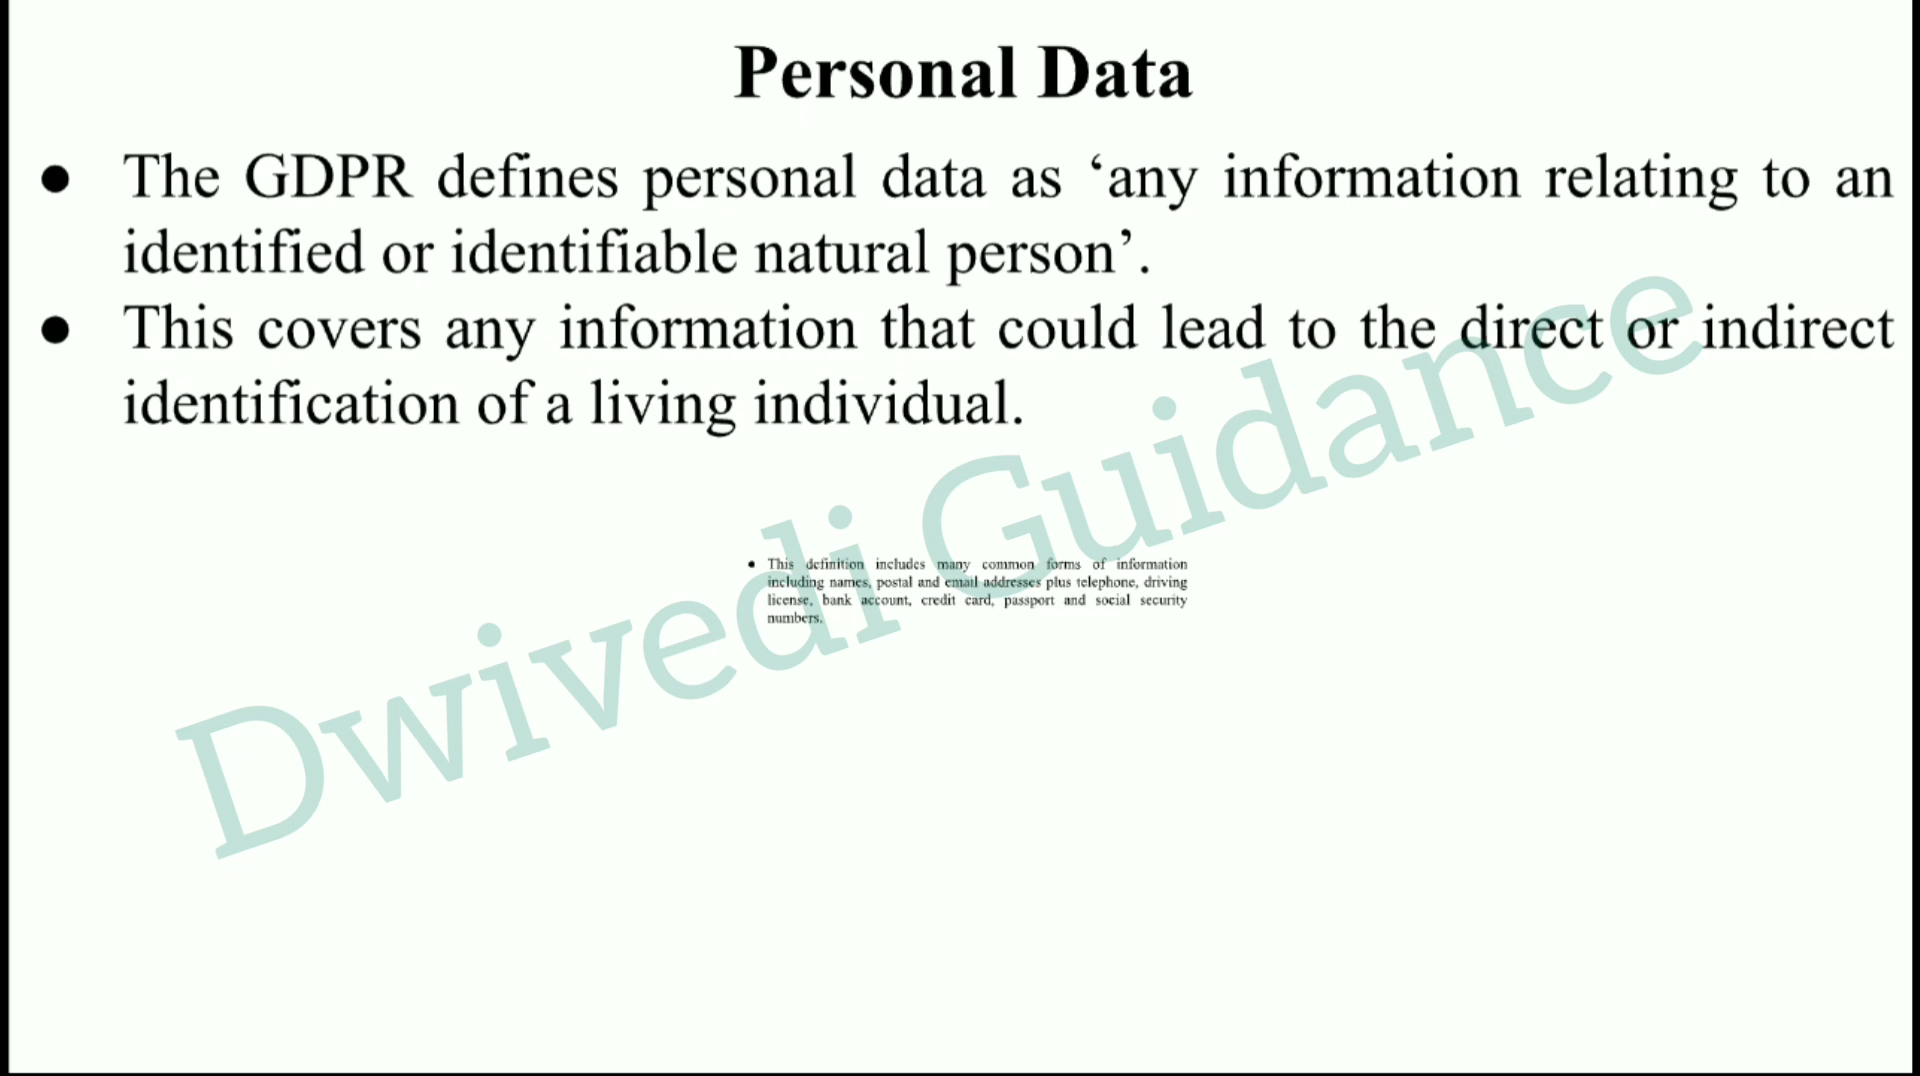 Personal Data
● The GDPR defines personal data as ‘any information relating to an
identified or identifiable natural person’.
● This covers any information that could lead to the direct or indirect
identification of a living individual.
● This definition includes many common forms of information
including names, postal and email addresses plus telephone, driving
license, bank account, credit card, passport and social security
numbers.
Dwivedi Guidance